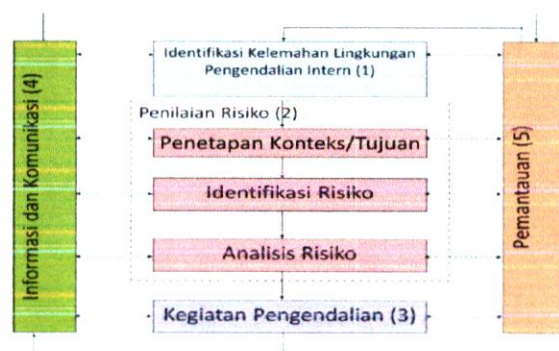 Identifikasi Kelemahan Lingkungan
Pengendalian Intern (1)
Penilaian Risiko (2)
Penetapan Konteks/Tujuan
Identifikasi Risiko
Analisis Risiko
Kegiatan Pengendalian (3)
Informasi dan Komunikasi (4)
Pemantauan (5)